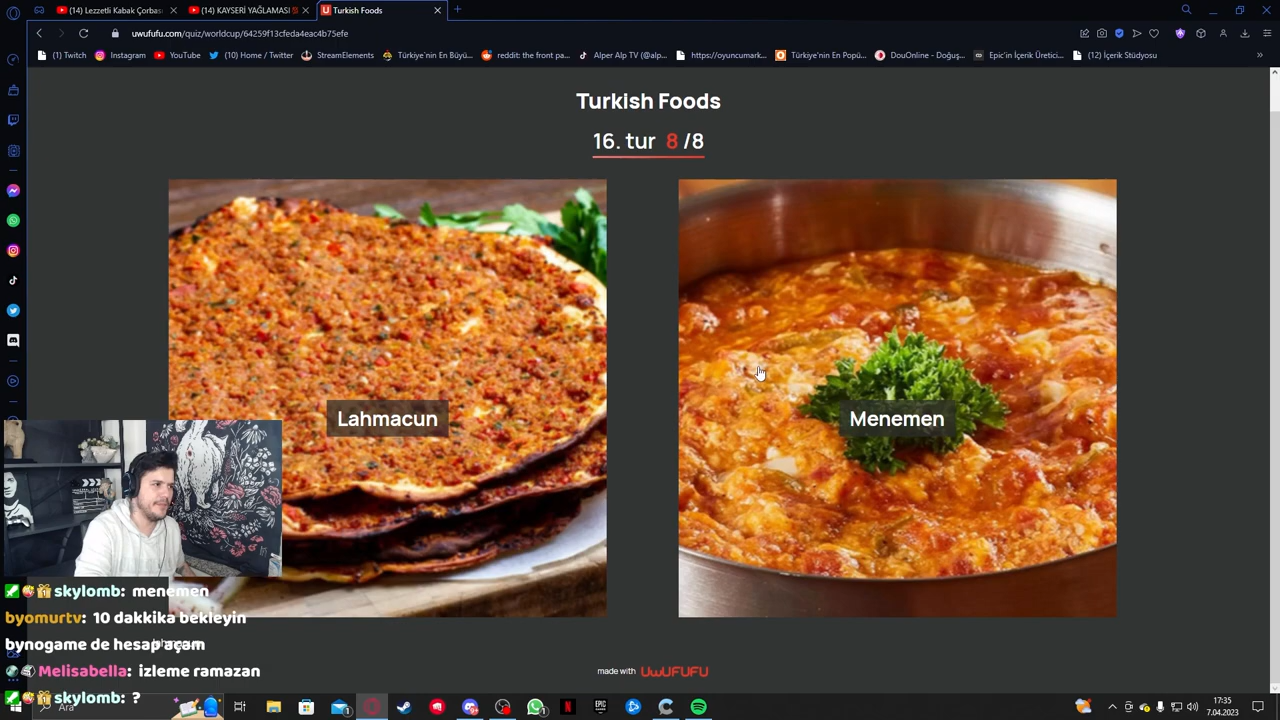 (14) Lezzetli Kabak Çorbas
(14) KAYSERİ YAĞLAMASI
Turkish Foods
uwufufu.com/quiz/worldcup/64259f13cfeda4eac4b75efe
(1) Twitch
Instagram
YouTube
(10) Home / Twitter
StreamElements
Türkiye'nin En Büyü...
reddit: the front pa...
Alper Alp TV (@alp...
https://oyuncumark...
Türkiye'nin En Popü...
DouOnline - Doğuş...
Epic'in İçerik Üretici...
(12) İçerik Stüdyosu
Turkish Foods
16. tur 8 /8
Lahmacun
Menemen
skylomb: menemen
byomurtv: 10 dakkika bekleyin
bynogame de hesap açem
Melisabella: izleme ramazan
skylomb: ?
made with UWUFUFU
Ara
17:35
7.04.2023